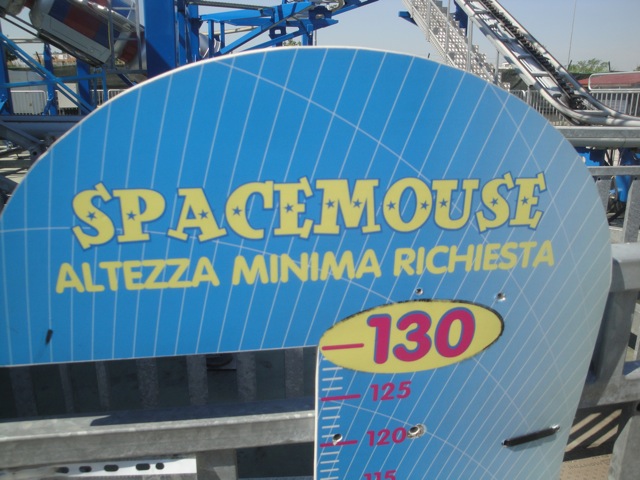 SPACEMOUSE
ALTEZZA MINIMA RICHIESTA
130
125
120
115